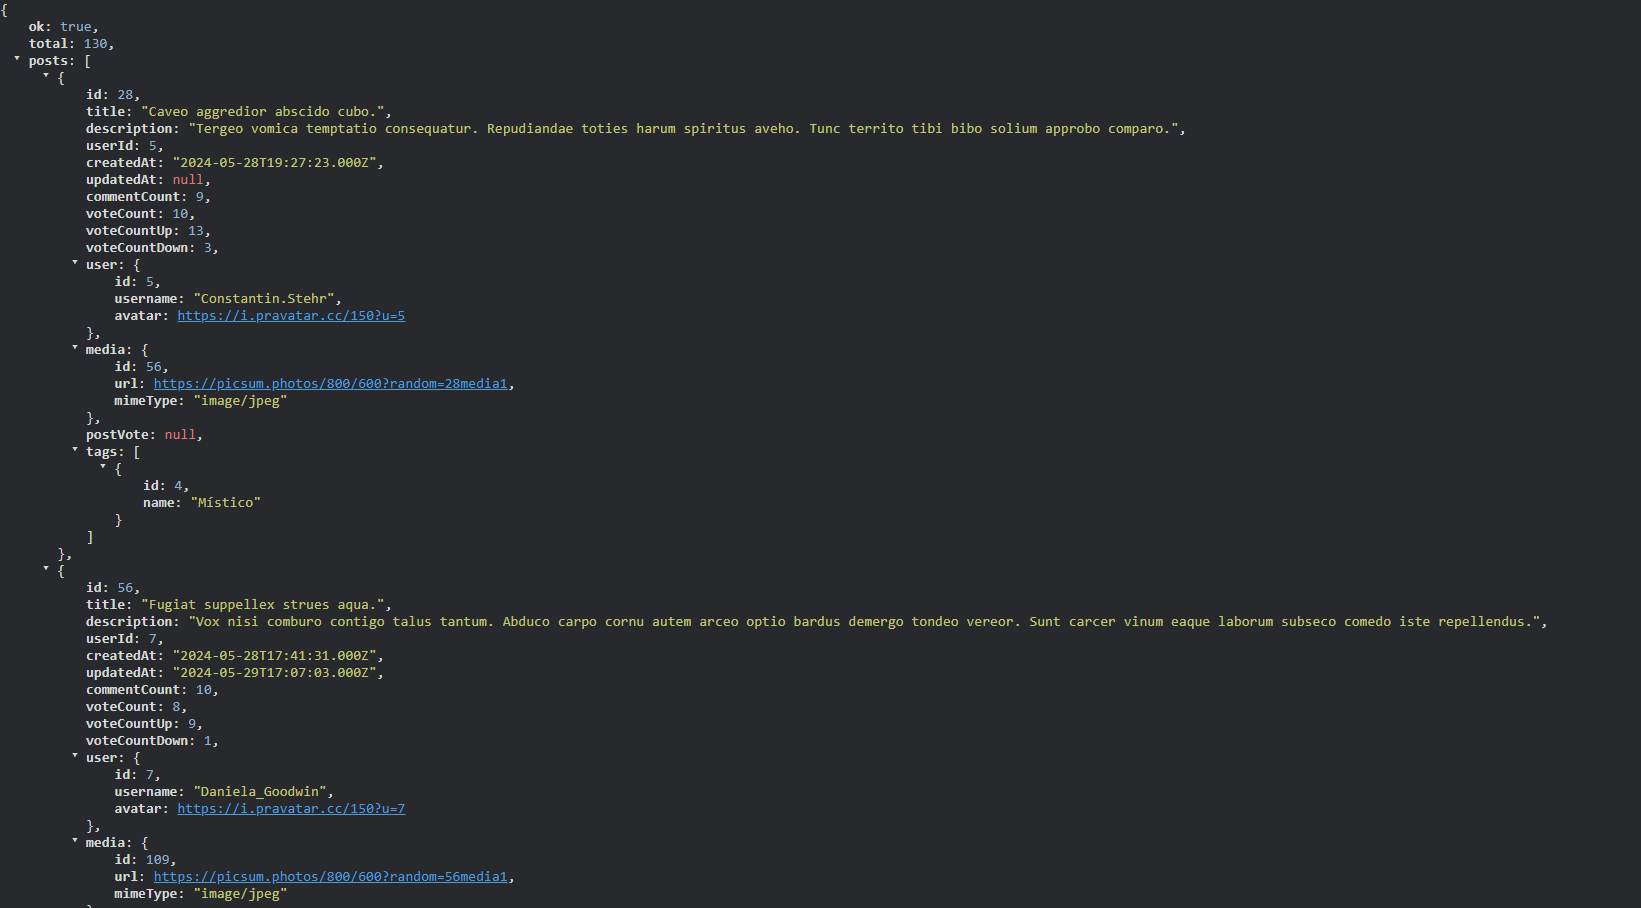 {
ok: true,
total: 130,
posts: [
{
id: 28,
title: "Caveo aggredior abscido cubo.",
description: "Tergeo vomica temptatio consequatur. Repudiandae toties harum spiritus aveho. Tunc territo tibi bibo solium approbo comparo.",
userId: 5,
createdAt: "2024-05-28T19:27:23.000Z",
updatedAt: null,
commentCount: 9,
voteCount: 10,
voteCountUp: 13,
voteCountDown: 3,
user: {
id: 5,
username: "Constantin.Stehr",
avatar: https://i.pravatar.cc/150?u=5
},
media: {
id: 56,
url: https://picsum.photos/800/600?random=28media1,
mimeType: "image/jpeg"
},
postVote: null,
tags: [
{
id: 4,
name: "Místico"
}
]
},
{
id: 56,
title: "Fugiat suppellex strues aqua.",
description: "Vox nisi comburo contigo talus tantum. Abduco carpo cornu autem arceo optio bardus demergo tondeo vereor. Sunt carcer vinum eaque laborum subseco comedo iste repellendus.",
userId: 7,
createdAt: "2024-05-28T17:41:31.000Z",
updatedAt: "2024-05-29T17:07:03.000Z",
commentCount: 10,
voteCount: 8,
voteCountUp: 9,
voteCountDown: 1,
user: {
id: 7,
username: "Daniela_Goodwin",
avatar: https://i.pravatar.cc/150?u=7
},
media: {
id: 109,
url: https://picsum.photos/800/600?random=56media1,
mimeType: "image/jpeg"